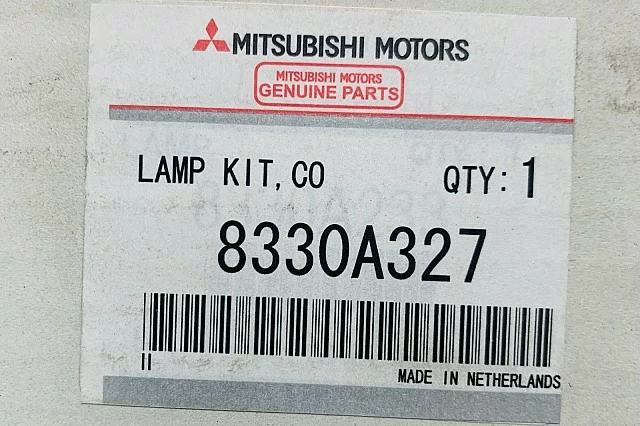 MITSUBISHI MOTORS
MITSUBISHI MOTORS
GENUINE PARTS
LAMP KIT, CO
QTY: 1
8330A327
MADE IN NETHERLANDS